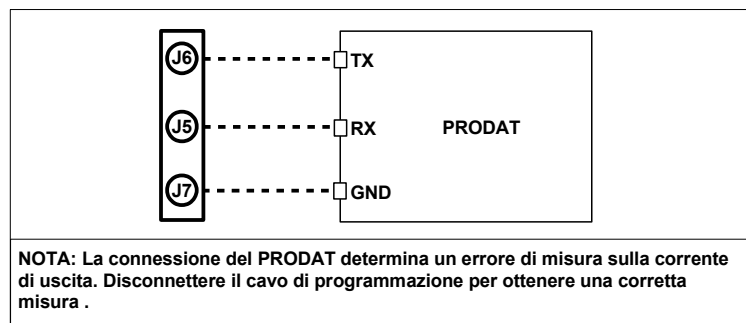 J6 TX
J5 RX PRODAT
J7 GND
NOTA: La connessione del PRODAT determina un errore di misura sulla corrente
di uscita. Disconnettere il cavo di programmazione per ottenere una corretta
misura .